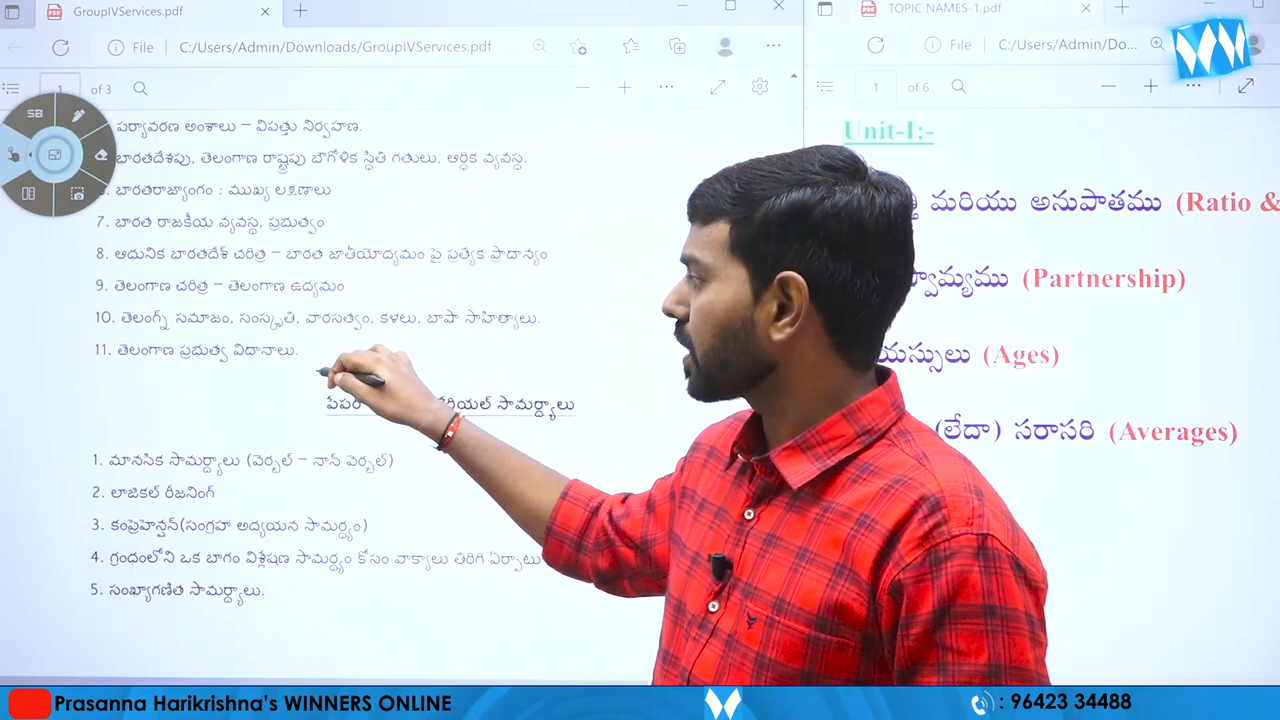 GroupIVServices.pdf
File C:/Users/Admin/Downloads/GroupIVServices.pdf
1 of 3
SB
పర్యావరణ అంశాలు – విపత్తు నిర్వహణ.
భారతదేశపు, తెలంగాణ రాష్ట్రపు బౌగోళిక స్థితి గతులు, ఆర్థిక వ్యవస్థ.
భారతరాజ్యాంగం : ముఖ్య లక్షణాలు
7. భారత రాజకీయ వ్యవస్థ, ప్రభుత్వం
8. ఆధునిక భారతదేశ్ చరిత్ర – భారత జాతీయోద్యమం పై ప్రత్యేక ప్రాదాన్యం
9. తెలంగాణ చరిత్ర – తెలంగాణ ఉద్యమం
10. తెలంగ్న్ సమాజం, సంస్కృతి, వారసత్వం, కళలు, బాషా సాహిత్యాలు.
11. తెలంగాణ ప్రభుత్వ విదానాలు.
పేపర్ సామర్ధ్యాలు
1. మానసిక సామర్ధ్యాలు (వెర్బల్ – నాన్ వెర్బల్)
2. లాజికల్ రీజనింగ్
3. కంప్రెహెన్షన్(సంగ్రహ అధ్యయన సామర్ధ్యం)
4. గ్రందంలోని ఒక బాగం విశ్లేషణ సామర్ధ్యం కోసం వాక్యాలు తిరిగి ఏర్పాటు
5. సంఖ్యాగణిత సామర్ధ్యాలు.
TOPIC NAMES-1.pdf
File C:/Users/Admin/Do...
1 of 6
Unit-I:-
మరియు అనుపాతము (Ratio &
(Partnership)
(Ages)
(లేదా) సరాసరి (Averages)
Prasanna Harikrishna's WINNERS ONLINE
: 96423 34488